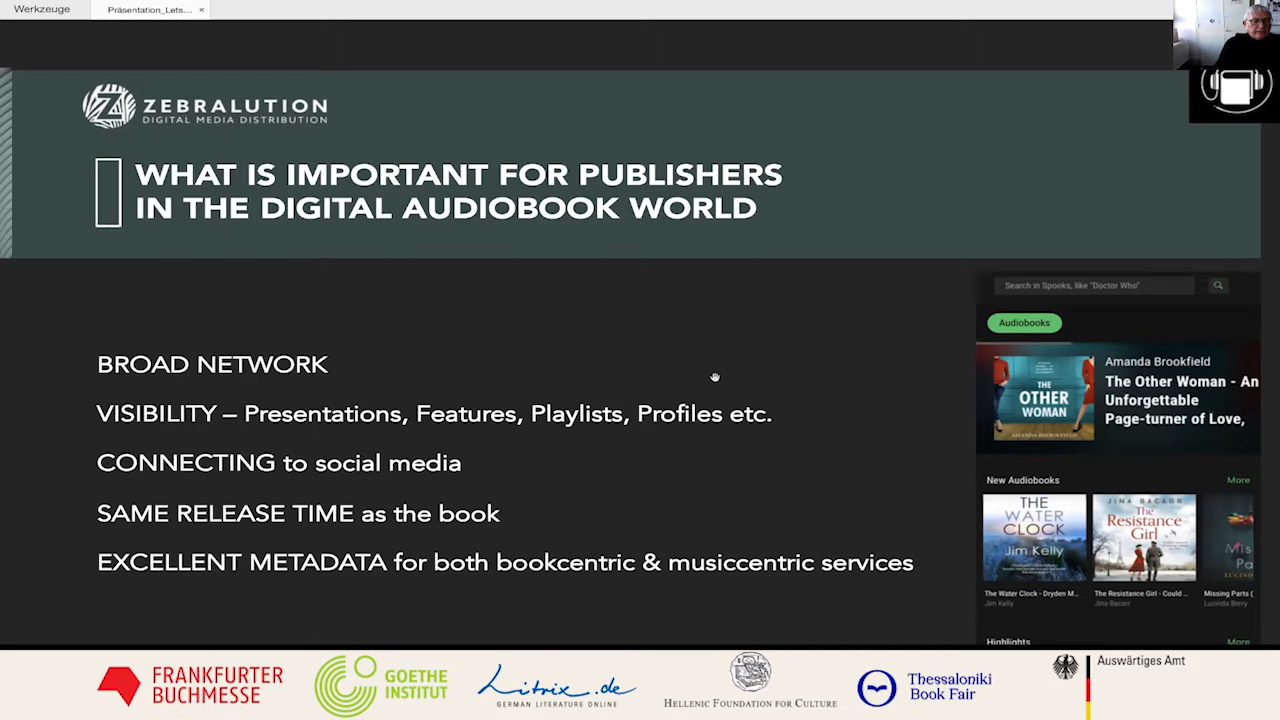 Werkzeuge
Präsentation_Lets... ×
ZEBRALUTION
DIGITAL MEDIA DISTRIBUTION
WHAT IS IMPORTANT FOR PUBLISHERS
IN THE DIGITAL AUDIOBOOK WORLD
BROAD NETWORK
VISIBILITY – Presentations, Features, Playlists, Profiles etc.
CONNECTING to social media
SAME RELEASE TIME as the book
EXCELLENT METADATA for both bookcentric & musiccentric services
Search in Spooks, like "Doctor Who"
Audiobooks
THE
OTHER
WOMAN
Amanda Brookfield
The Other Woman - An
Unforgettable
Page-turner of Love,
New Audiobooks
More
THE
WATER
CLOCK
Jim Kelly
JINA BACARR
The
Resistance
Girl
The Water Clock - Dryden M...
Jim Kelly
The Resistance Girl - Could ...
Jina Bacarr
Missing Parts (
Lucinda Berry
Highlights
More
FRANKFURTER
BUCHMESSE
GOETHE
INSTITUT
Litrix.de
GERMAN LITERATURE ONLINE
HELLENIC FOUNDATION FOR CULTURE
Thessaloniki
Book Fair
Auswärtiges Amt